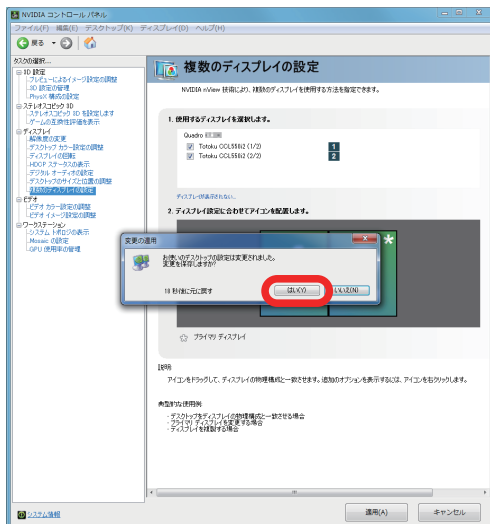 NVIDIA コントロール パネル
ファイル(F) 編集(E) デスクトップ(K) ディスプレイ(D) ヘルプ(H)
戻る
タスクの選択...
3D 設定
プレビューによるイメージ設定の調整
3D 設定の管理
PhysX 構成の設定
ステレオスコピック 3D
ステレオスコピック 3D を設定します
ゲームの互換性評価を表示
ディスプレイ
解像度の変更
デスクトップ カラー設定の調整
ディスプレイの回転
HDCP ステータスの表示
デジタル オーディオの設定
デスクトップのサイズと位置の調整
複数のディスプレイの設定
ビデオ
ビデオ カラー設定の調整
ビデオ イメージ設定の調整
ワークステーション
システム トポロジの表示
Mosaic の設定
GPU 使用率の管理
システム情報
複数のディスプレイの設定
NVIDIA nView 技術により、複数のディスプレイを使用する方法を指定できます。
1. 使用するディスプレイを選択します。
Quadro
Totoku CCL550i2 (1/2) 1
Totoku CCL550i2 (2/2) 2
ディスプレイが表示されない...
2. ディスプレイ設定に合わせてアイコンを配置します。
*
変更の適用
お使いのデスクトップの設定は変更されました。
変更を保存しますか?
18 秒後に元に戻す
はい(Y)
いいえ(N)
プライマリ ディスプレイ
説明
アイコンをドラッグして、ディスプレイの物理構成と一致させます。追加のオプションを表示するには、アイコンを右クリックします。
典型的な使用例
・デスクトップをディスプレイの物理構成と一致させる場合
・プライマリ ディスプレイを変更する場合
・ディスプレイを複製する場合
適用(A)
キャンセル